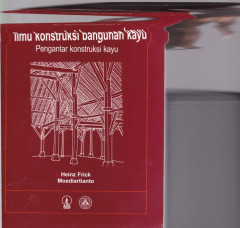 Ilmu konstruksi bangunan kayu
Pengantar konstruksi kayu
Heinz Frick
Moediartianto